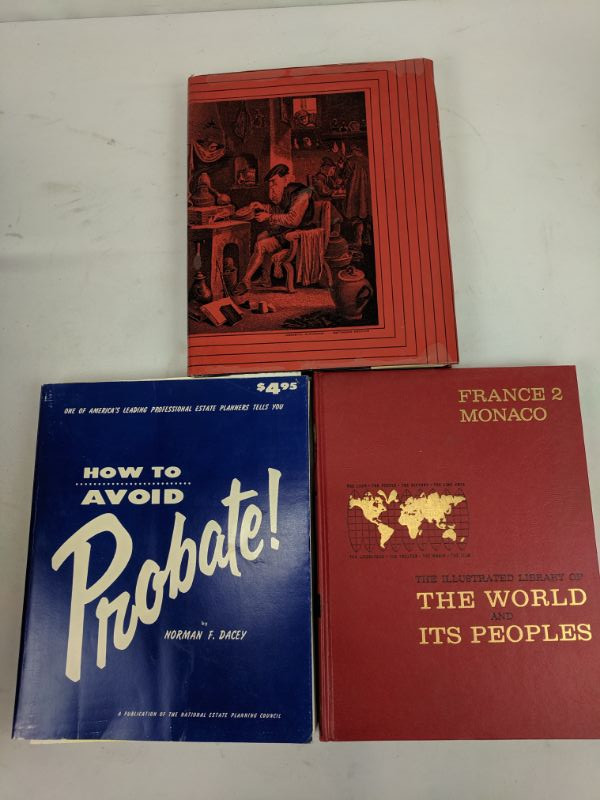 $4.95
ONE OF AMERICA'S LEADING PROFESSIONAL ESTATE PLANNERS TELLS YOU
HOW TO
AVOID
Probate!
by
NORMAN F. DACEY
A PUBLICATION OF THE NATIONAL ESTATE PLANNING COUNCIL
FRANCE 2
MONACO
THE ILLUSTRATED LIBRARY OF
THE WORLD
AND
ITS PEOPLES